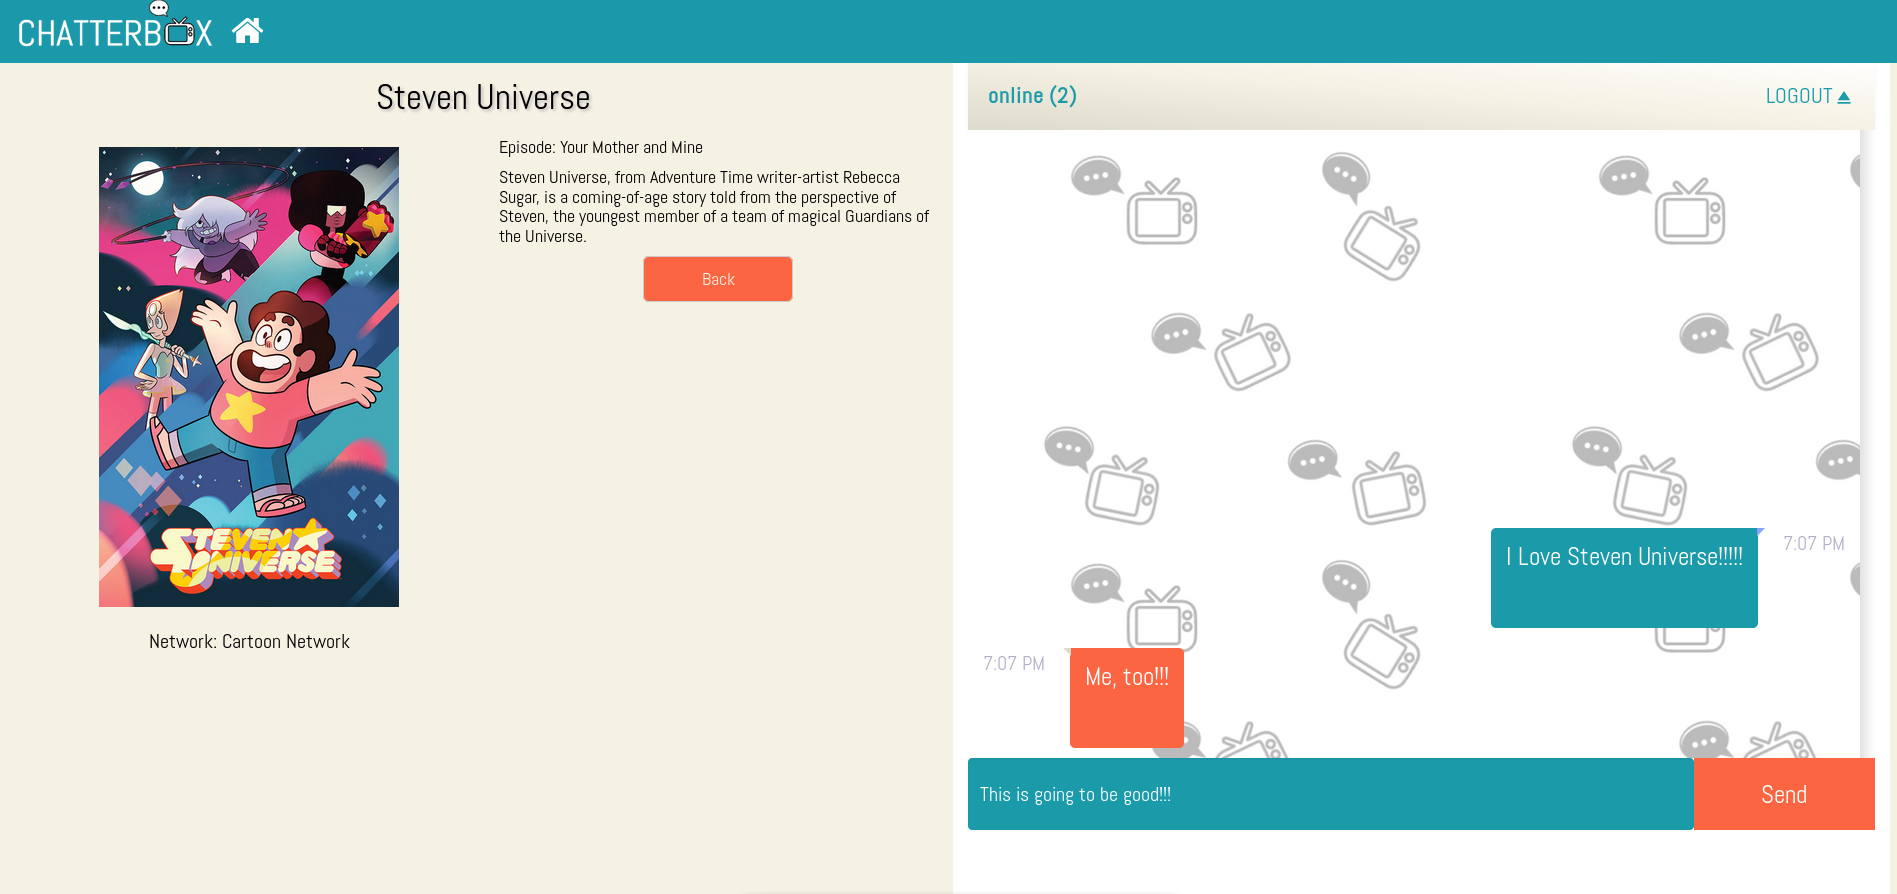 CHATTERBOX
Steven Universe
Episode: Your Mother and Mine
Steven Universe, from Adventure Time writer-artist Rebecca
Sugar, is a coming-of-age story told from the perspective of
Steven, the youngest member of a team of magical Guardians of
the Universe.
Back
STEVEN
UNIVERSE
Network: Cartoon Network
online (2)
LOGOUT
I Love Steven Universe!!!!!
7:07 PM
7:07 PM
Me, too!!!
This is going to be good!!!
Send